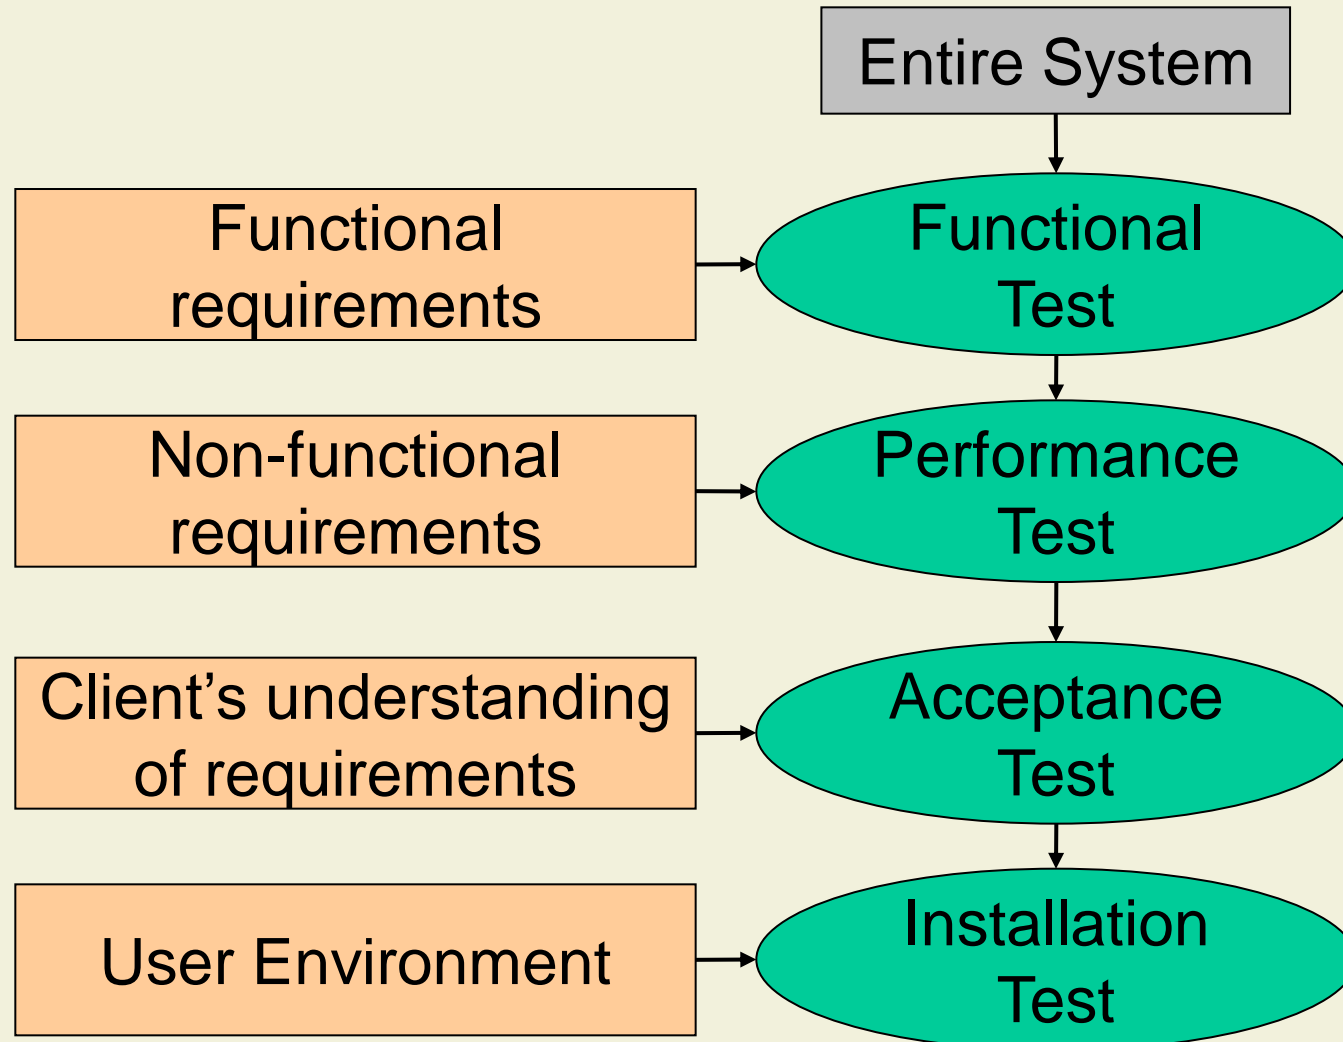 Entire System
Functional
requirements
Functional
Test
Non-functional
requirements
Performance
Test
Client’s understanding
of requirements
Acceptance
Test
User Environment
Installation
Test